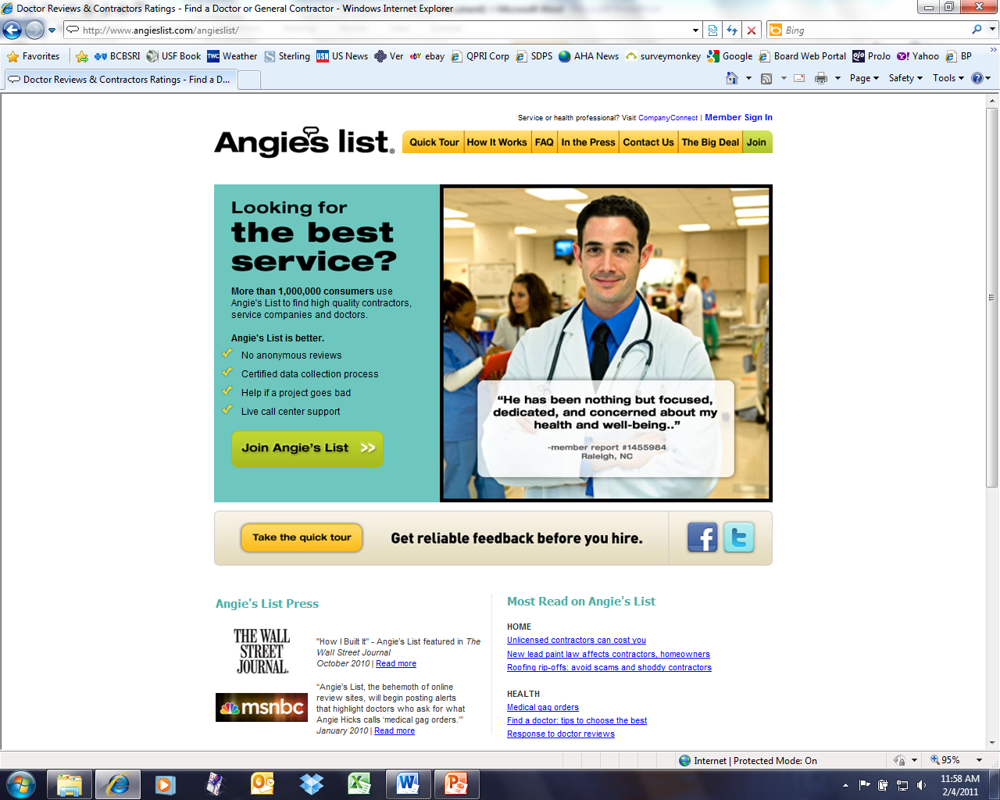 Doctor Reviews & Contractors Ratings - Find a Doctor or General Contractor - Windows Internet Explorer
http://www.angieslist.com/angieslist/
Bing
Favorites
BCBSRI
USF Book
TWC Weather
Sterling
USN US News
Ver
ebay
QPRI Corp
SDPS
AHA News
surveymonkey
Google
Board Web Portal
ProJo
Yahoo
BP
Doctor Reviews & Contractors Ratings - Find a D...
Page
Safety
Tools
Service or health professional? Visit CompanyConnect | Member Sign In
Angie's list.®
Quick Tour
How It Works
FAQ
In the Press
Contact Us
The Big Deal
Join
Looking for
the best
service?
More than 1,000,000 consumers use
Angie's List to find high quality contractors,
service companies and doctors.
Angie's List is better.
No anonymous reviews
Certified data collection process
Help if a project goes bad
Live call center support
Join Angie's List >>
“He has been nothing but focused,
dedicated, and concerned about my
health and well-being..”
-member report #1455984
Raleigh, NC
Take the quick tour
Get reliable feedback before you hire.
Angie's List Press
THE WALL
STREET
JOURNAL.
"How I Built It" - Angie's List featured in The
Wall Street Journal
October 2010 | Read more
msnbc
“Angie's List, the behemoth of online
review sites, will begin posting alerts
that highlight doctors who ask for what
Angie Hicks calls ‘medical gag orders.’”
January 2010 | Read more
Most Read on Angie's List
HOME
Unlicensed contractors can cost you
New lead paint law affects contractors, homeowners
Roofing rip-offs: avoid scams and shoddy contractors
HEALTH
Medical gag orders
Find a doctor: tips to choose the best
Response to doctor reviews
Internet | Protected Mode: On
95%
11:58 AM
2/4/2011